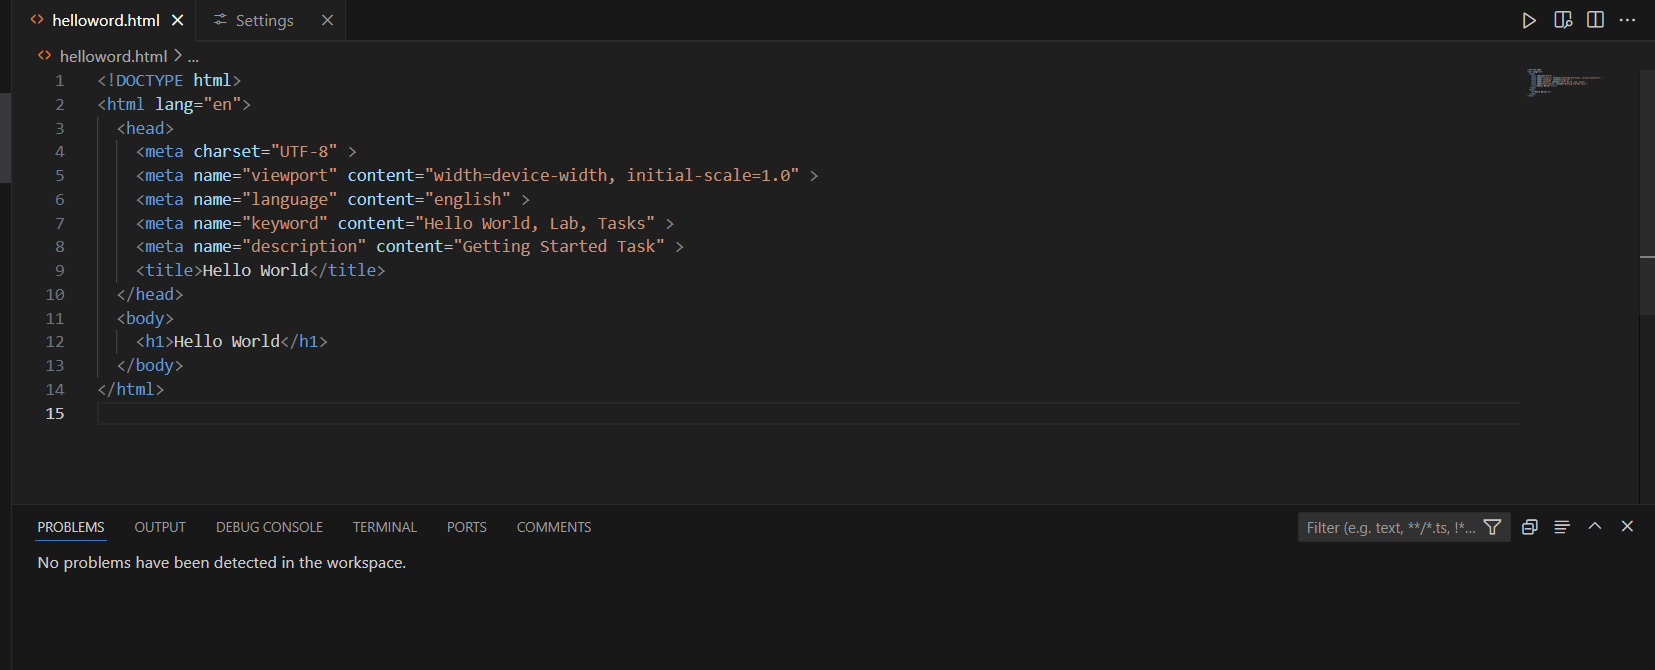 helloword.html
Settings
helloword.html > ...
1 <!DOCTYPE html>
2 <html lang="en">
3 <head>
4 <meta charset="UTF-8" >
5 <meta name="viewport" content="width=device-width, initial-scale=1.0" >
6 <meta name="language" content="english" >
7 <meta name="keyword" content="Hello World, Lab, Tasks" >
8 <meta name="description" content="Getting Started Task" >
9 <title>Hello World</title>
10 </head>
11 <body>
12 <h1>Hello World</h1>
13 </body>
14 </html>
15
PROBLEMS OUTPUT DEBUG CONSOLE TERMINAL PORTS COMMENTS
Filter (e.g. text, **/*.ts, !*...
No problems have been detected in the workspace.